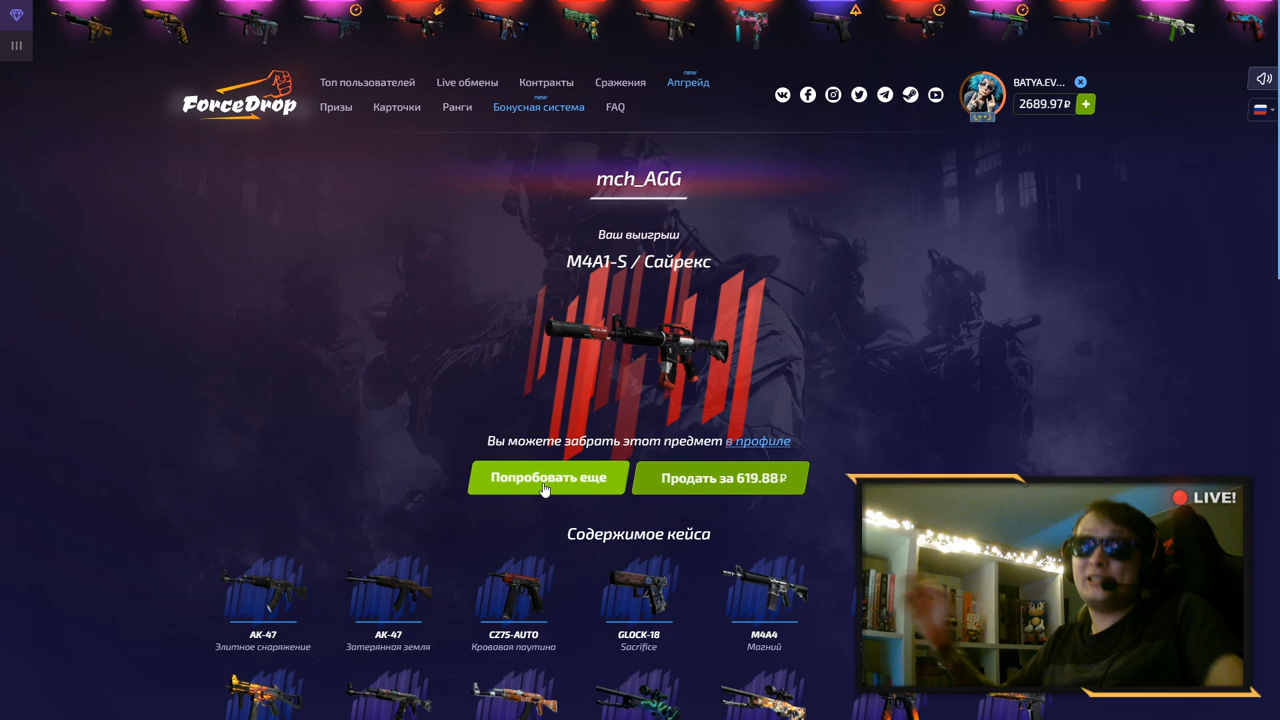 ForceDrop
Топ пользователей
Live обмены
Контракты
Сражения
new
Апгрейд
Призы
Карточки
Ранги
new
Бонусная система
FAQ
BATYA.EV...
2689.97₽
+
mch_AGG
Ваш выигрыш
M4A1-S / Сайрекс
Вы можете забрать этот предмет в профиле
Попробовать еще
Продать за 619.88₽
Содержимое кейса
LIVE!
AK-47
Элитное снаряжение
AK-47
Затерянная земля
CZ75-AUTO
Кровавая паутина
GLOCK-18
Sacrifice
M4A4
Магний